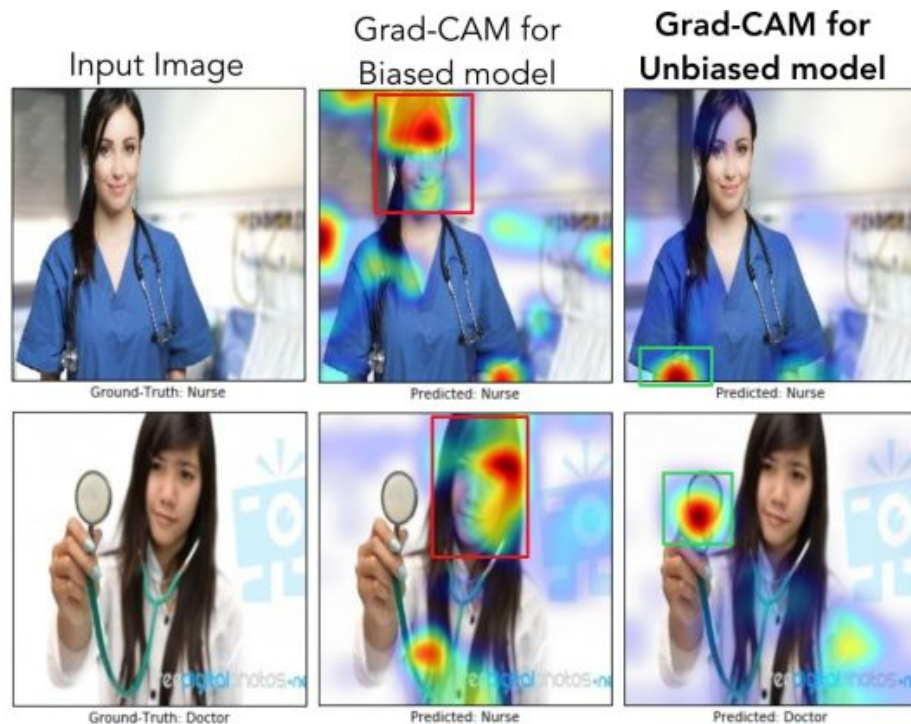 Input Image
Grad-CAM for
Biased model
Grad-CAM for
Unbiased model
Ground-Truth: Nurse
Predicted: Nurse
Predicted: Nurse
Ground-Truth: Doctor
Predicted: Nurse
Predicted: Doctor